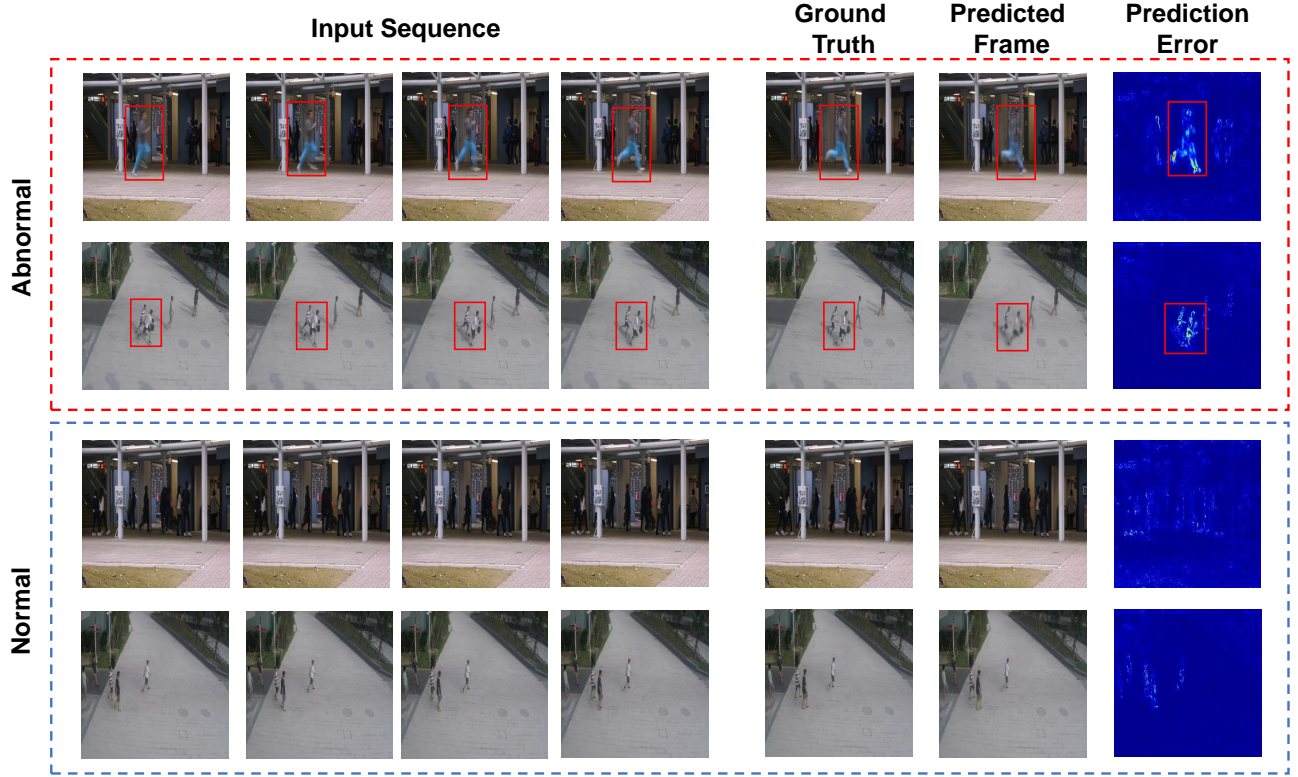 Input Sequence
Ground
Truth
Predicted
Frame
Prediction
Error
Abnormal
Normal